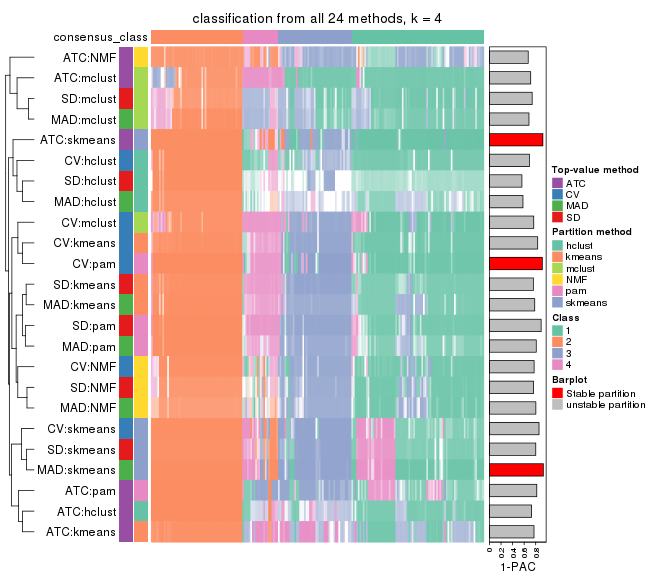 classification from all 24 methods, k = 4
consensus_class
ATC:NMF
ATC:mclust
SD:mclust
MAD:mclust
ATC:skmeans
CV:hclust
SD:hclust
MAD:hclust
CV:mclust
CV:kmeans
CV:pam
SD:kmeans
MAD:kmeans
SD:pam
MAD:pam
CV:NMF
SD:NMF
MAD:NMF
CV:skmeans
SD:skmeans
MAD:skmeans
ATC:pam
ATC:hclust
ATC:kmeans
0
0.2
0.4
0.6
0.8
1-PAC
Top-value method
ATC
CV
MAD
SD
Partition method
hclust
kmeans
mclust
NMF
pam
skmeans
Class
1
2
3
4
Barplot
Stable partition
unstable partition